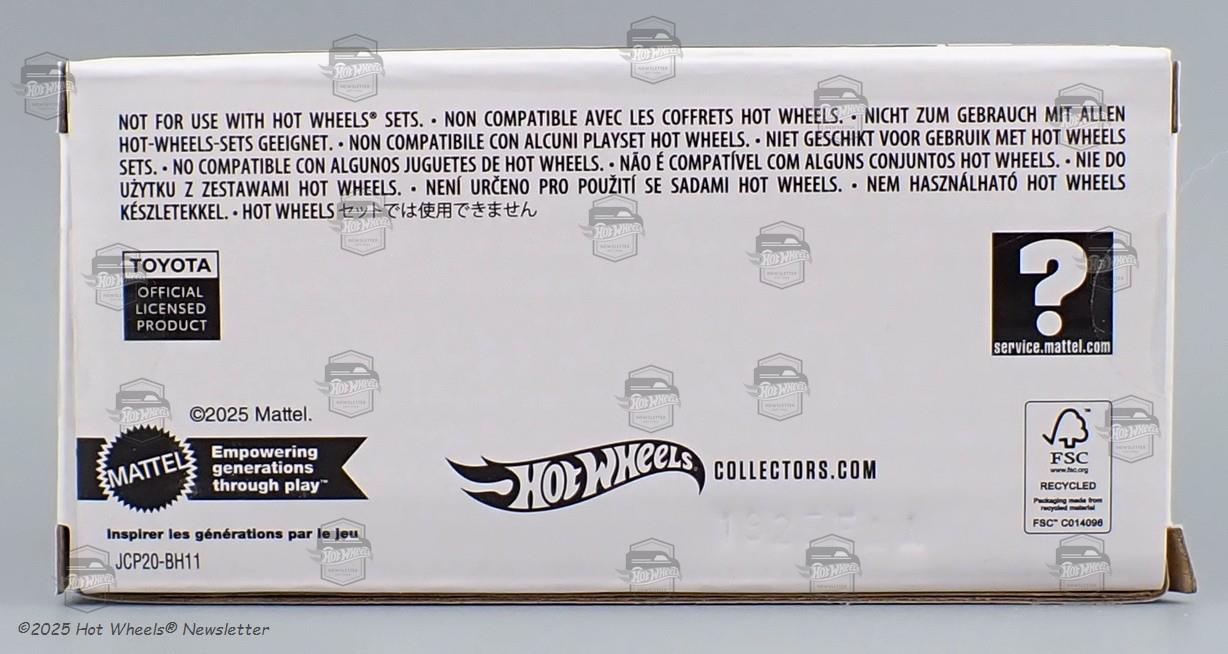 NOT FOR USE WITH HOT WHEELS® SETS. • NON COMPATIBLE AVEC LES COFFRETS HOT WHEELS. • NICHT ZUM GEBRAUCH MIT ALLEN
HOT-WHEELS-SETS GEEIGNET. • NON COMPATIBILE CON ALCUNI PLAYSET HOT WHEELS. • NIET GESCHIKT VOOR GEBRUIK MET HOT WHEELS
SETS. • NO COMPATIBLE CON ALGUNOS JUGUETES DE HOT WHEELS. • NÃO É COMPATÍVEL COM ALGUNS CONJUNTOS HOT WHEELS. • NIE DO
UŻYTKU Z ZESTAWAMI HOT WHEELS. • NENÍ URČENO PRO POUŽITÍ SE SADAMI HOT WHEELS. • NEM HASZNÁLHATÓ HOT WHEELS
KÉSZLETEKKEL. • HOT WHEELS セットでは使用できません
TOYOTA
OFFICIAL
LICENSED
PRODUCT
?
service.mattel.com
©2025 Mattel.
MATTEL
Empowering
generations
through play™
Inspirer les générations par le jeu
JCP20-BH11
HOT WHEELS® COLLECTORS.COM
FSC
www.fsc.org
RECYCLED
Packaging made from
recycled material
FSC™ C014096
©2025 Hot Wheels® Newsletter